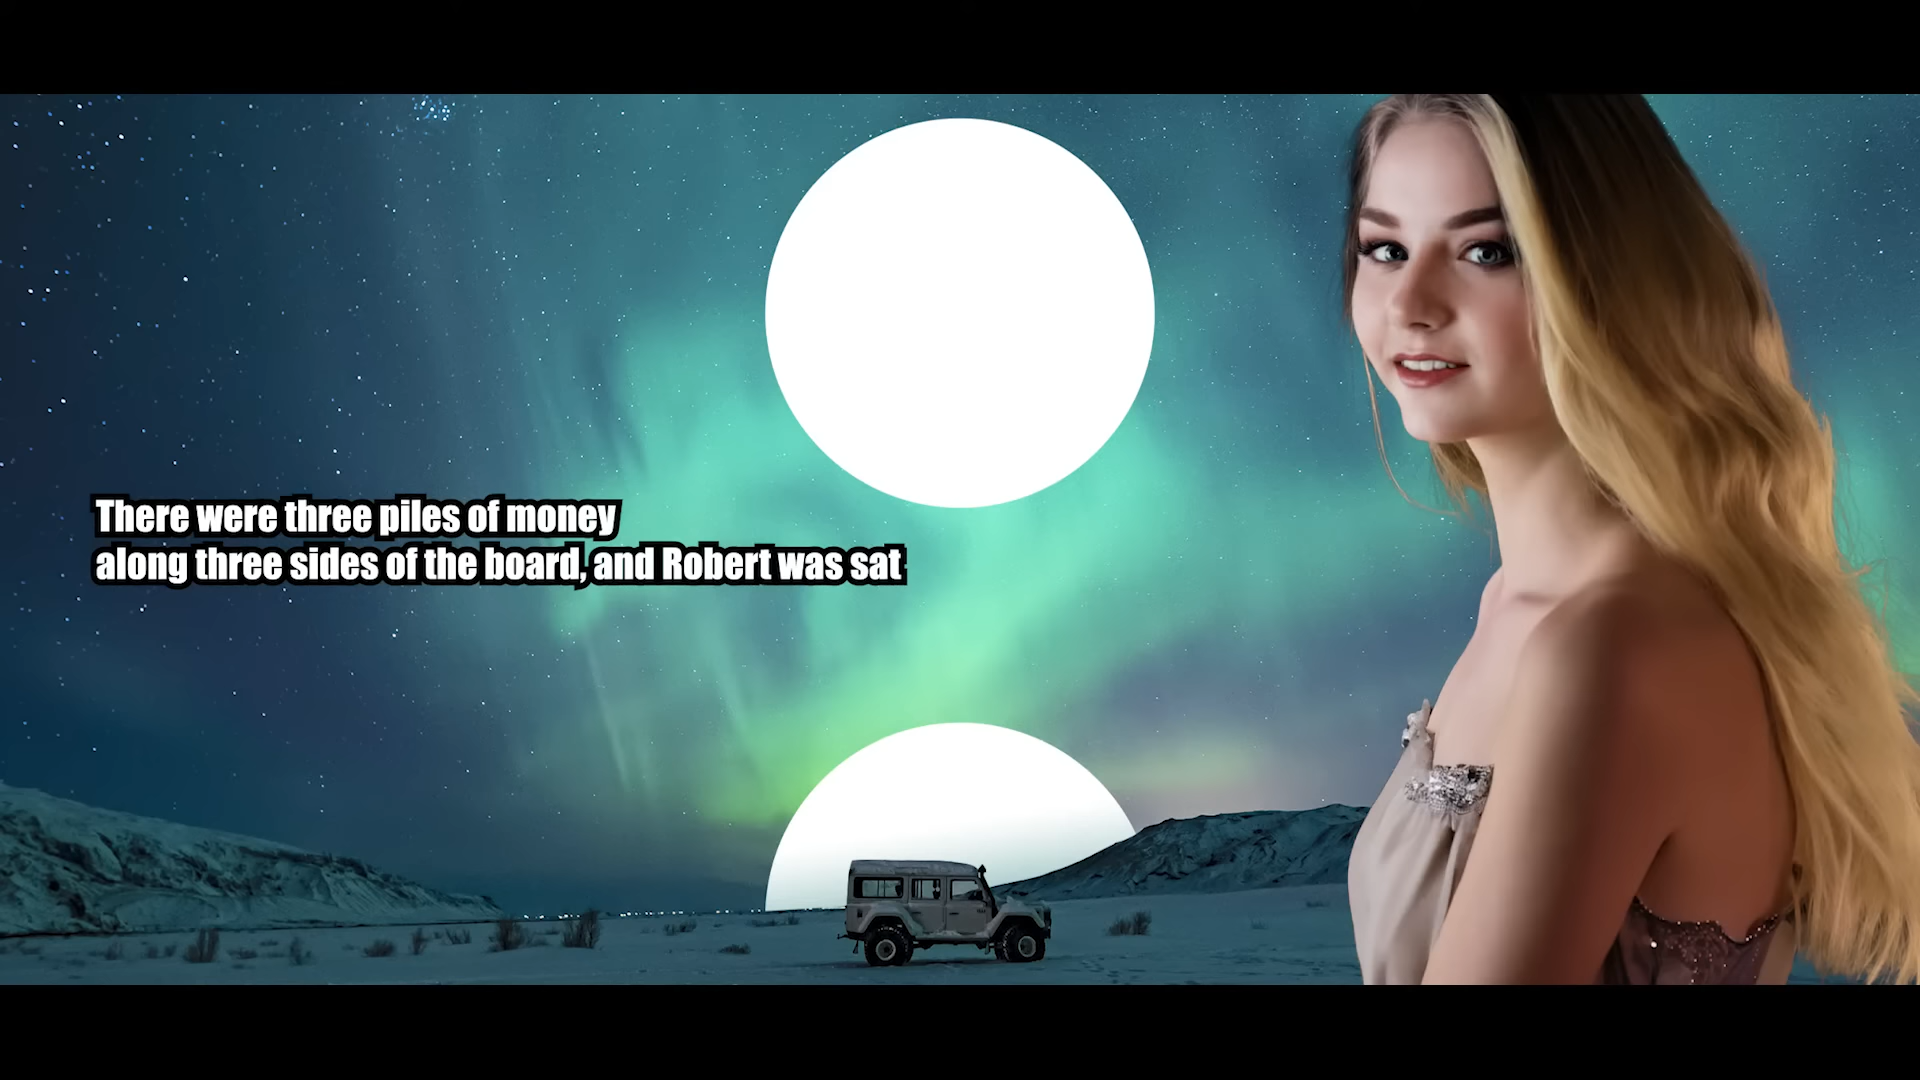 There were three piles of money
along three sides of the board, and Robert was sat